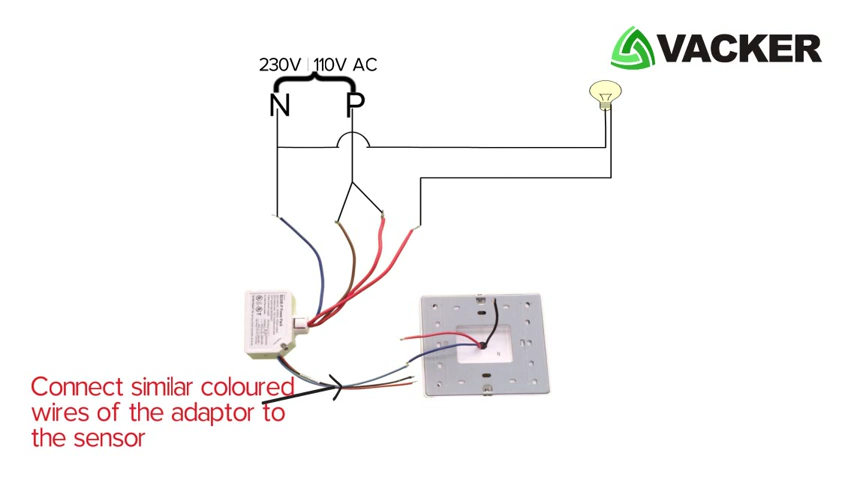 VACKER
230V | 110V AC
N P
Connect similar coloured
wires of the adaptor to
the sensor